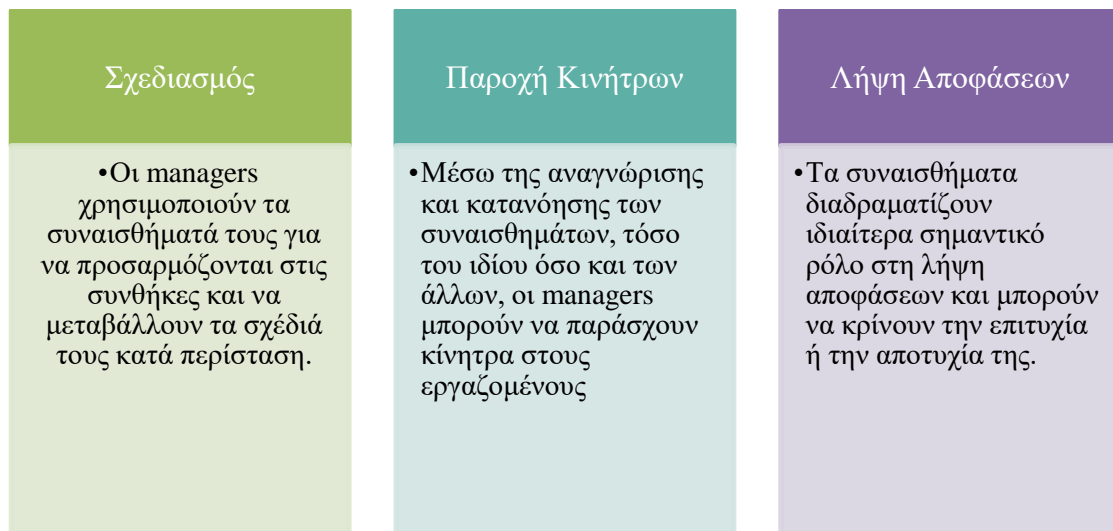 Σχεδιασμός
•Οι managers
χρησιμοποιούν τα
συναισθήματά τους για
να προσαρμόζονται στις
συνθήκες και να
μεταβάλλουν τα σχέδιά
τους κατά περίσταση.
Παροχή Κινήτρων
•Μέσω της αναγνώρισης
και κατανόησης των
συναισθημάτων, τόσο
του ιδίου όσο και των
άλλων, οι managers
μπορούν να παράσχουν
κίνητρα στους
εργαζομένους
Λήψη Αποφάσεων
•Τα συναισθήματα
διαδραματίζουν
ιδιαίτερα σημαντικό
ρόλο στη λήψη
αποφάσεων και μπορούν
να κρίνουν την επιτυχία
ή την αποτυχία της.